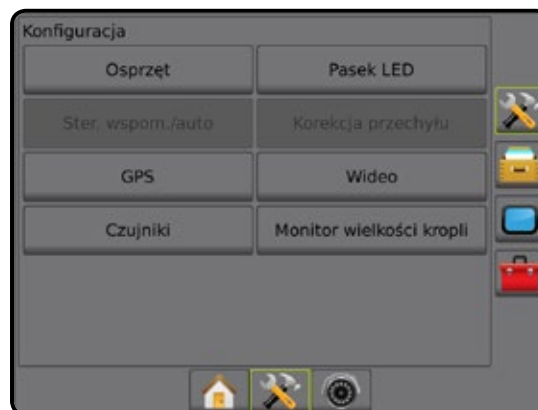 Konfiguracja
Osprzęt
Pasek LED
Ster. wspom./auto
Korekcja przechyłu
GPS
Wideo
Czujniki
Monitor wielkości kropli